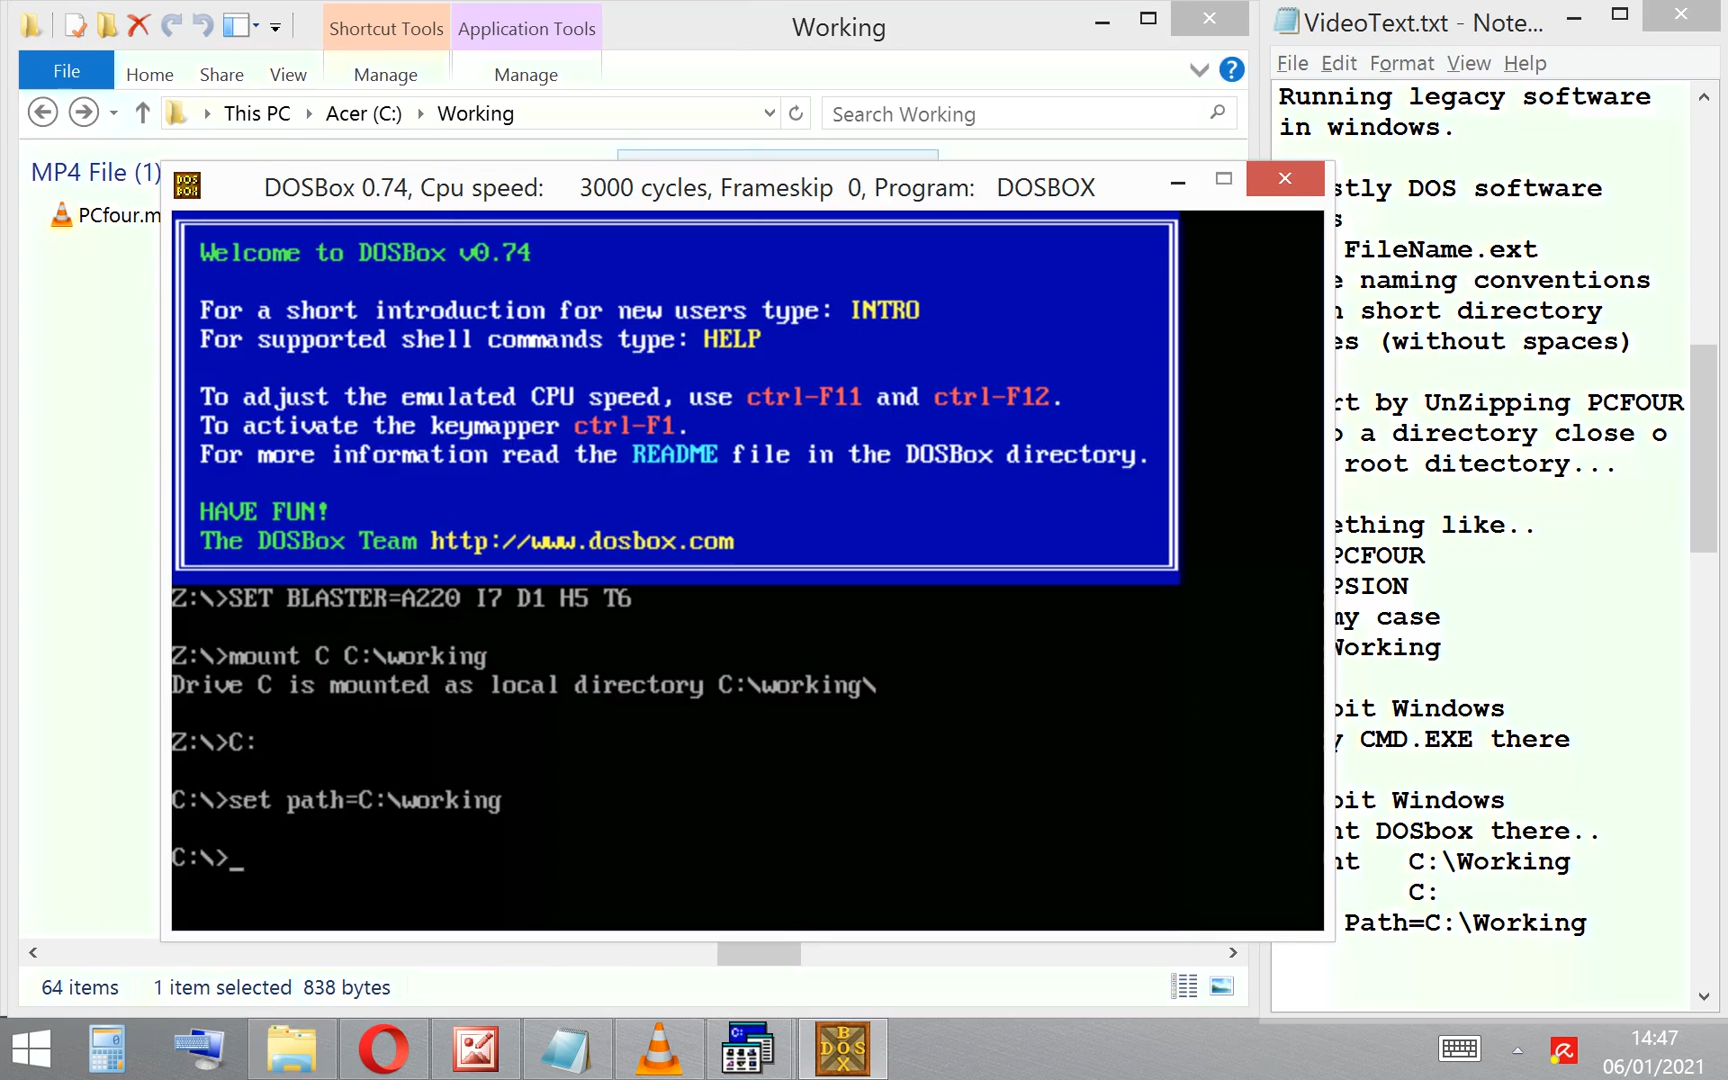 Shortcut Tools
Application Tools
Working
File
Home
Share
View
Manage
Manage
This PC
Acer (C:)
Working
Search Working
MP4 File (1)
PCfour.m
DOSBox 0.74, Cpu speed: 3000 cycles, Frameskip 0, Program: DOSBOX
Welcome to DOSBox v0.74
For a short introduction for new users type: INTRO
For supported shell commands type: HELP
To adjust the emulated CPU speed, use ctrl-F11 and ctrl-F12.
To activate the keymapper ctrl-F1.
For more information read the README file in the DOSBox directory.
HAVE FUN!
The DOSBox Team http://www.dosbox.com
Z:\>SET BLASTER=A220 I7 D1 H5 T6
Z:\>mount C C:\working
Drive C is mounted as local directory C:\working\
Z:\>C:
C:\>set path=C:\working
C:\>_
64 items
1 item selected 838 bytes
VideoText.txt - Note...
File Edit Format View Help
Running legacy software
in windows.
stly DOS software
s
FileName.ext
e naming conventions
short directory
es (without spaces)
rt by UnZipping PCFOUR
o a directory close o
root ditectory...
ething like..
PCFOUR
PSION
my case
Working
bit Windows
CMD.EXE there
bit Windows
nt DOSbox there..
nt C:\Working
C:
Path=C:\Working
14:47
06/01/2021